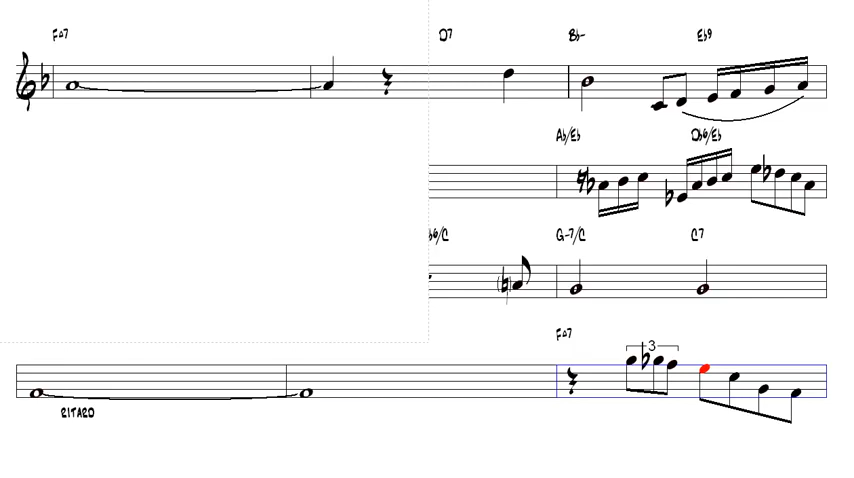 F△7 D7 B♭- E♭9
A♭/E♭ D♭6/E♭
♭6/C G-7/C C7
F△7
3
RITARD